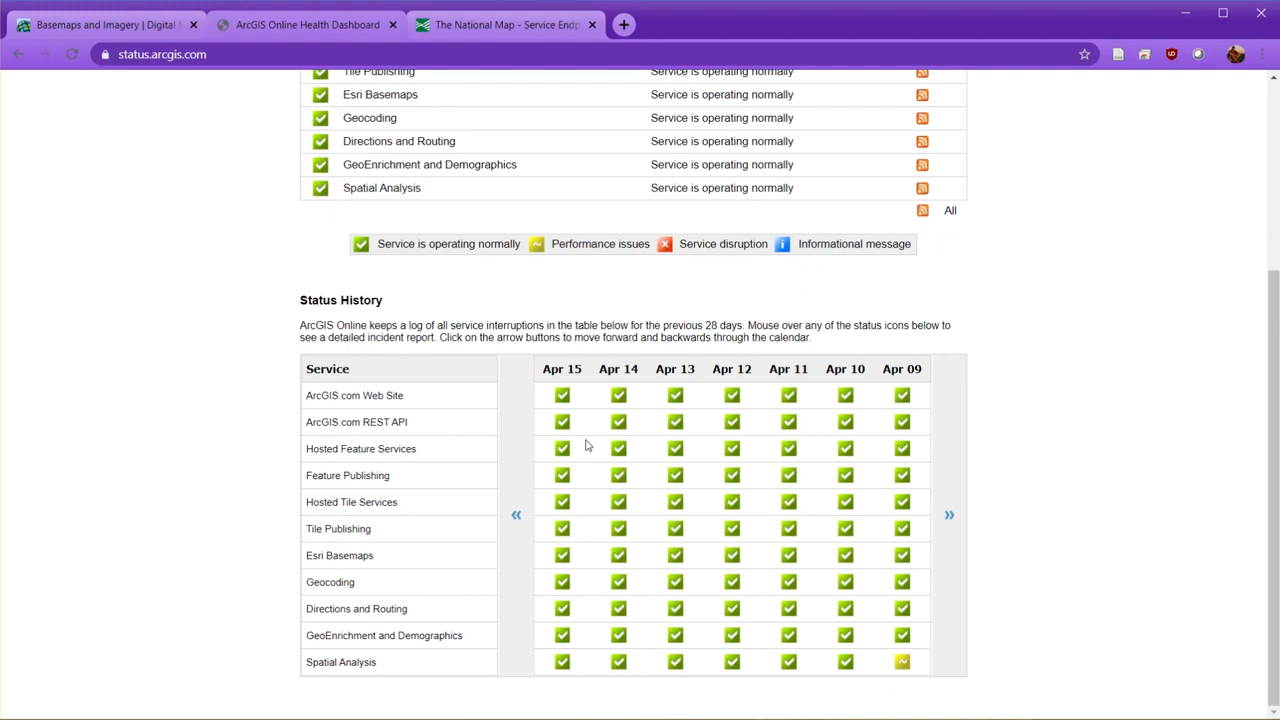 Basemaps and Imagery | Digital
ArcGIS Online Health Dashboard
The National Map - Service Endp
status.arcgis.com
Tile Publishing Service is operating normally
Esri Basemaps Service is operating normally
Geocoding Service is operating normally
Directions and Routing Service is operating normally
GeoEnrichment and Demographics Service is operating normally
Spatial Analysis Service is operating normally
All
Service is operating normally Performance issues Service disruption Informational message
Status History
ArcGIS Online keeps a log of all service interruptions in the table below for the previous 28 days. Mouse over any of the status icons below to
see a detailed incident report. Click on the arrow buttons to move forward and backwards through the calendar.
Service Apr 15 Apr 14 Apr 13 Apr 12 Apr 11 Apr 10 Apr 09
ArcGIS.com Web Site
ArcGIS.com REST API
Hosted Feature Services
Feature Publishing
Hosted Tile Services
« »
Tile Publishing
Esri Basemaps
Geocoding
Directions and Routing
GeoEnrichment and Demographics
Spatial Analysis